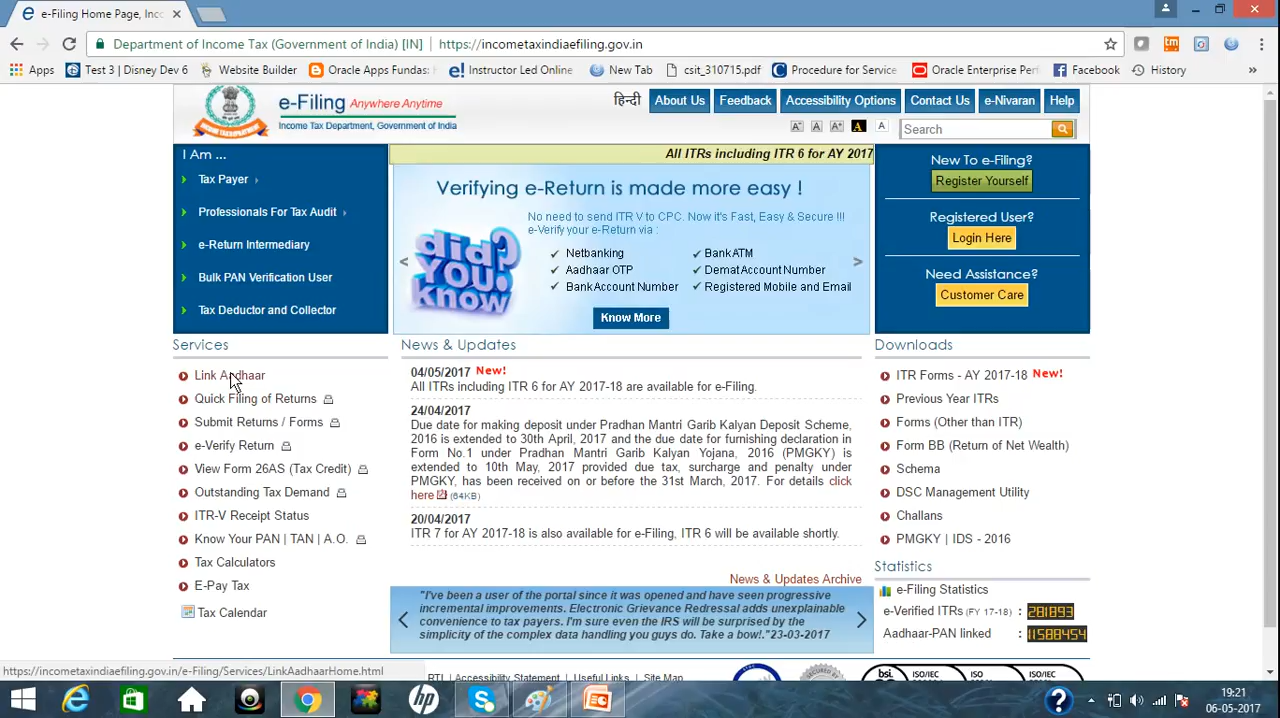 e-Filing Home Page, Inc
Department of Income Tax (Government of India) [IN] | https://incometaxindiaefiling.gov.in
Apps Test 3 | Disney Dev 6 Website Builder Oracle Apps Fundas: Instructor Led Online New Tab csit_310715.pdf Procedure for Service Oracle Enterprise Per Facebook History »
e-Filing Anywhere Anytime
Income Tax Department, Government of India
हिन्दी About Us Feedback Accessibility Options Contact Us e-Nivaran Help
A A A A A Search
I Am ...
Tax Payer
Professionals For Tax Audit
e-Return Intermediary
Bulk PAN Verification User
Tax Deductor and Collector
All ITRs including ITR 6 for AY 2017
Verifying e-Return is made more easy !
did? YOU know
No need to send ITR V to CPC. Now it's Fast, Easy & Secure !!!
e-Verify your e-Return via :
✓ Netbanking ✓ Bank ATM
✓ Aadhaar OTP ✓ Demat Account Number
✓ Bank Account Number ✓ Registered Mobile and Email
< >
Know More
New To e-Filing?
Register Yourself
Registered User?
Login Here
Need Assistance?
Customer Care
Services
Link Aadhaar
Quick Filing of Returns
Submit Returns / Forms
e-Verify Return
View Form 26AS (Tax Credit)
Outstanding Tax Demand
ITR-V Receipt Status
Know Your PAN | TAN | A.O.
Tax Calculators
E-Pay Tax
Tax Calendar
News & Updates
04/05/2017 New!
All ITRs including ITR 6 for AY 2017-18 are available for e-Filing.
24/04/2017
Due date for making deposit under Pradhan Mantri Garib Kalyan Deposit Scheme,
2016 is extended to 30th April, 2017 and the due date for furnishing declaration in
Form No.1 under Pradhan Mantri Garib Kalyan Yojana, 2016 (PMGKY) is
extended to 10th May, 2017 provided due tax, surcharge and penalty under
PMGKY, has been received on or before the 31st March, 2017. For details click
here (64KB)
20/04/2017
ITR 7 for AY 2017-18 is also available for e-Filing, ITR 6 will be available shortly.
News & Updates Archive
"I've been a user of the portal since it was opened and have seen progressive
incremental improvements. Electronic Grievance Redressal adds unexplainable
convenience to tax payers. I'm sure even the IRS will be surprised by the
simplicity of the complex data handling you guys do. Take a bow!."23-03-2017
Downloads
ITR Forms - AY 2017-18 New!
Previous Year ITRs
Forms (Other than ITR)
Form BB (Return of Net Wealth)
Schema
DSC Management Utility
Challans
PMGKY | IDS - 2016
Statistics
e-Filing Statistics
e-Verified ITRs (FY 17-18) : 281893
Aadhaar-PAN linked : 11588454
https://incometaxindiaefiling.gov.in/e-Filing/Services/LinkAadhaarHome.html
RTI | Accessibility Statement | Useful Links | Site Map
bsi. ISO/IEC ISO ISO/IEC
19:21
06-05-2017